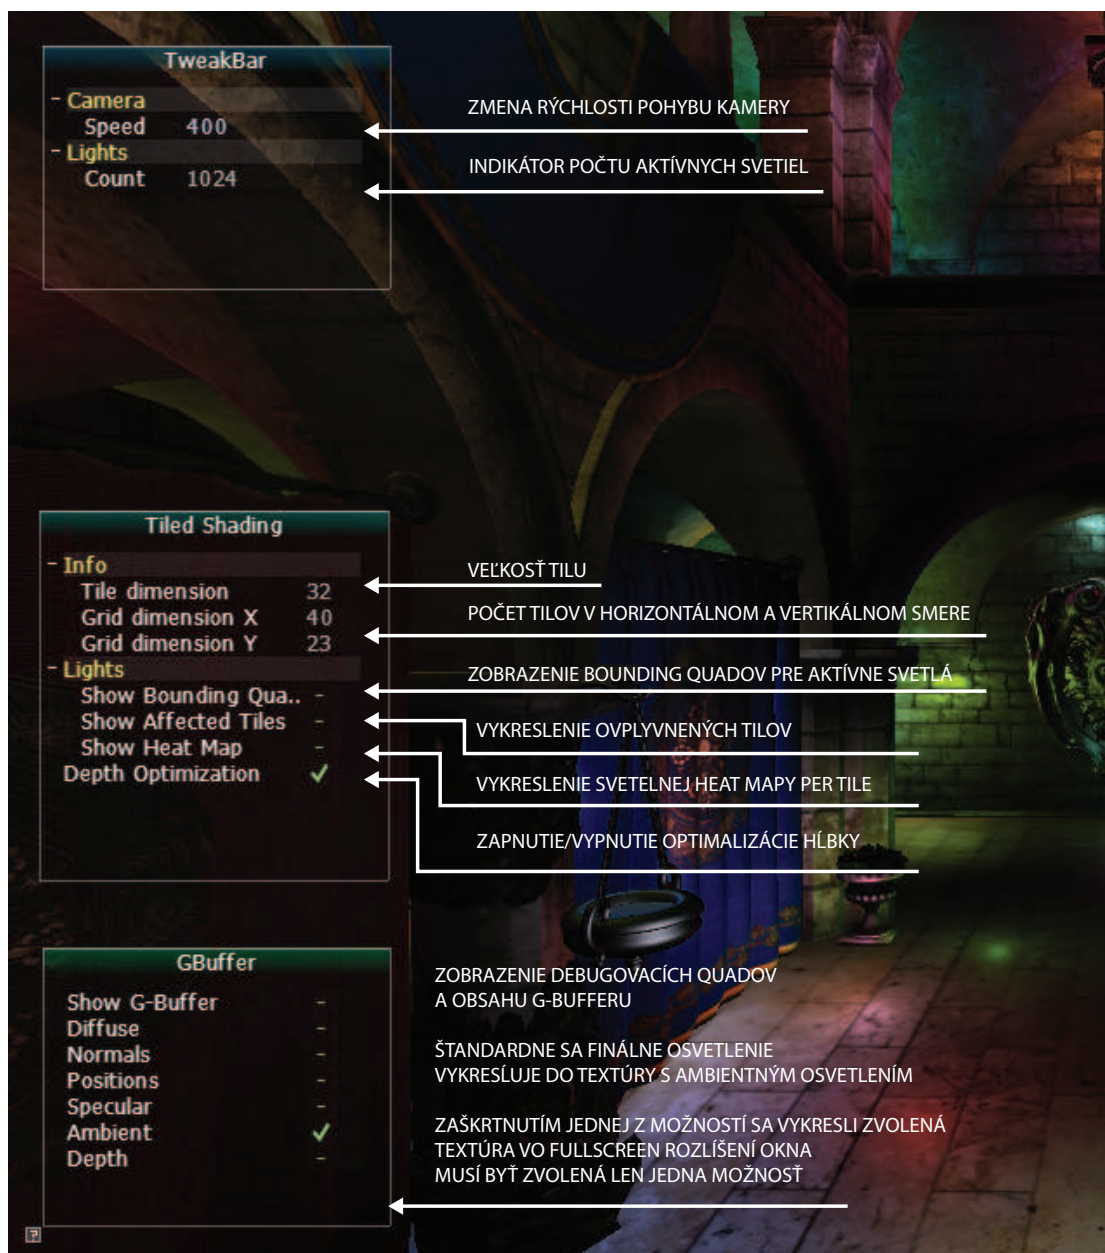 TweakBar
- Camera
Speed 400
- Lights
Count 1024
ZMENA RÝCHLOSTI POHYBU KAMERY
INDIKÁTOR POČTU AKTÍVNYCH SVETIEL
Tiled Shading
- Info
Tile dimension 32
Grid dimension X 40
Grid dimension Y 23
- Lights
Show Bounding Qua.. -
Show Affected Tiles -
Show Heat Map -
Depth Optimization ✓
VEĽKOSŤ TILU
POČET TILOV V HORIZONTÁLNOM A VERTIKÁLNOM SMERE
ZOBRAZENIE BOUNDING QUADOV PRE AKTÍVNE SVETLÁ
VYKRESLENIE OVPLYVNENÝCH TILOV
VYKRESLENIE SVETELNEJ HEAT MAPY PER TILE
ZAPNUTIE/VYPNUTIE OPTIMALIZÁCIE HĹBKY
GBuffer
Show G-Buffer -
Diffuse -
Normals -
Positions -
Specular -
Ambient ✓
Depth -
ZOBRAZENIE DEBUGOVACÍCH QUADOV
A OBSAHU G-BUFFERU
ŠTANDARDNE SA FINÁLNE OSVETLENIE
VYKRESĽUJE DO TEXTÚRY S AMBIENTNÝM OSVETLENÍM
ZAŠKRTNUTÍM JEDNEJ Z MOŽNOSTÍ SA VYKRESLI ZVOLENÁ
TEXTÚRA VO FULLSCREEN ROZLÍŠENÍ OKNA
MUSÍ BYŤ ZVOLENÁ LEN JEDNA MOŽNOSŤ
?